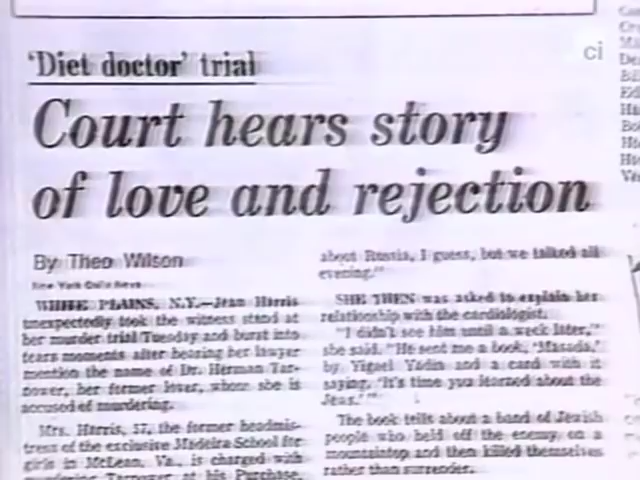 'Diet doctor' trial
ci
Court hears story
of love and rejection
By Theo Wilson
New York Daily News
WHITE PLAINS, N.Y.—Jean Harris
unexpectedly took the witness stand at
her murder trial Tuesday and burst into
tears moments after hearing her lawyer
mention the name of Dr. Herman Tar-
nower, her former lover, whom she is
accused of murdering.
Mrs. Harris, 57, the former headmis-
tress of the exclusive Madeira School for
girls in McLean, Va., is charged with
murdering Tarnower at his Purchase,
about Russia, I guess, but we talked all
evening."
SHE THEN was asked to explain her
relationship with the cardiologist.
"I didn't see him until a week later,"
she said. "He sent me a book, 'Masada,'
by Yigael Yadin and a card with it
saying, 'It's time you learned about the
Jews.'"
The book tells about a band of Jewish
people who held off the enemy on a
mountaintop and then killed themselves
rather than surrender.